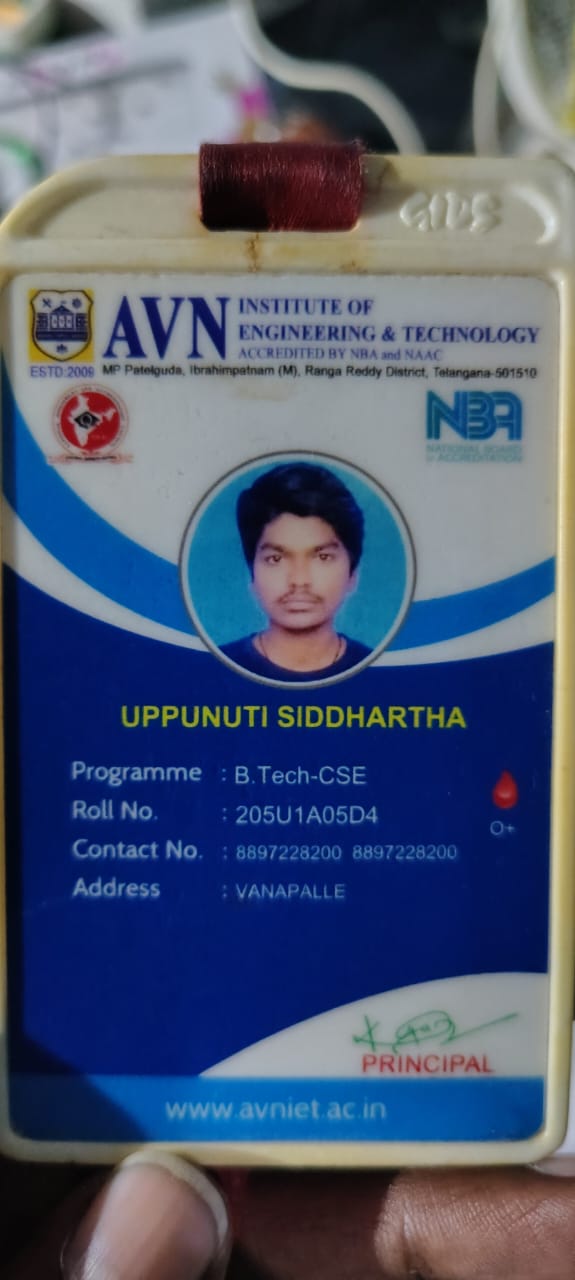 GIPS
AVN INSTITUTE OF
ENGINEERING & TECHNOLOGY
ACCREDITED BY NBA and NAAC
ESTD:2009 MP Patelguda, Ibrahimpatnam (M), Ranga Reddy District, Telangana-501510
NBA
NATIONAL BOARD
of ACCREDITATION
UPPUNUTI SIDDHARTHA
Programme : B.Tech-CSE
Roll No. : 205U1A05D4
Contact No. : 8897228200 8897228200
Address : VANAPALLE
O+
PRINCIPAL
www.avniet.ac.in